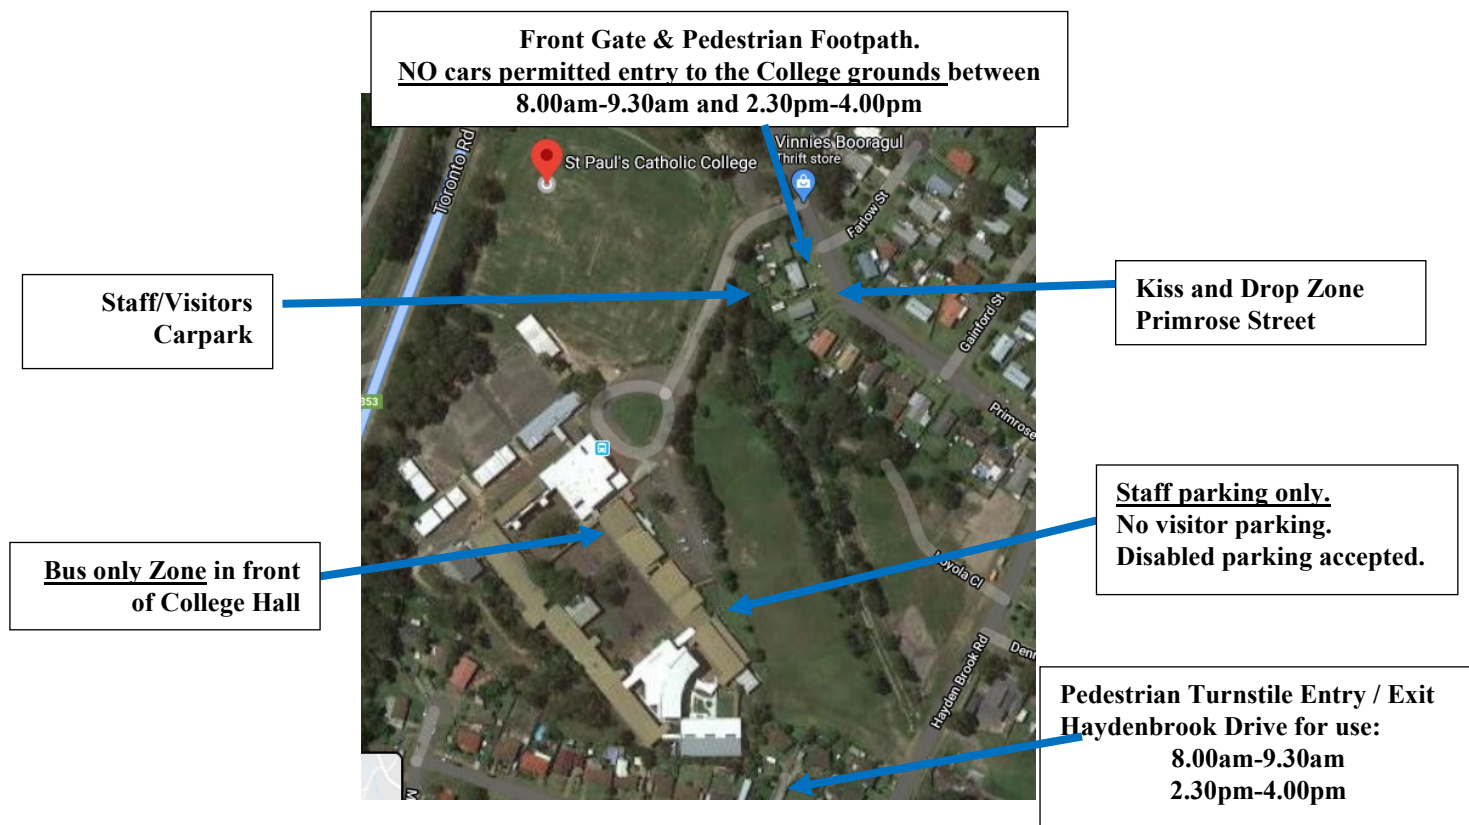 Front Gate & Pedestrian Footpath.
NO cars permitted entry to the College grounds between
8.00am-9.30am and 2.30pm-4.00pm
Vinnies Booragul
Thrift store
St Paul's Catholic College
Toronto Rd
Farlow St
Staff/Visitors
Carpark
Kiss and Drop Zone
Primrose Street
Gainford St
353
Primrose
Staff parking only.
No visitor parking.
Disabled parking accepted.
Bus only Zone in front
of College Hall
Loyola Cl
Denn
Hayden Brook Rd
Pedestrian Turnstile Entry / Exit
Haydenbrook Drive for use:
8.00am-9.30am
2.30pm-4.00pm
M